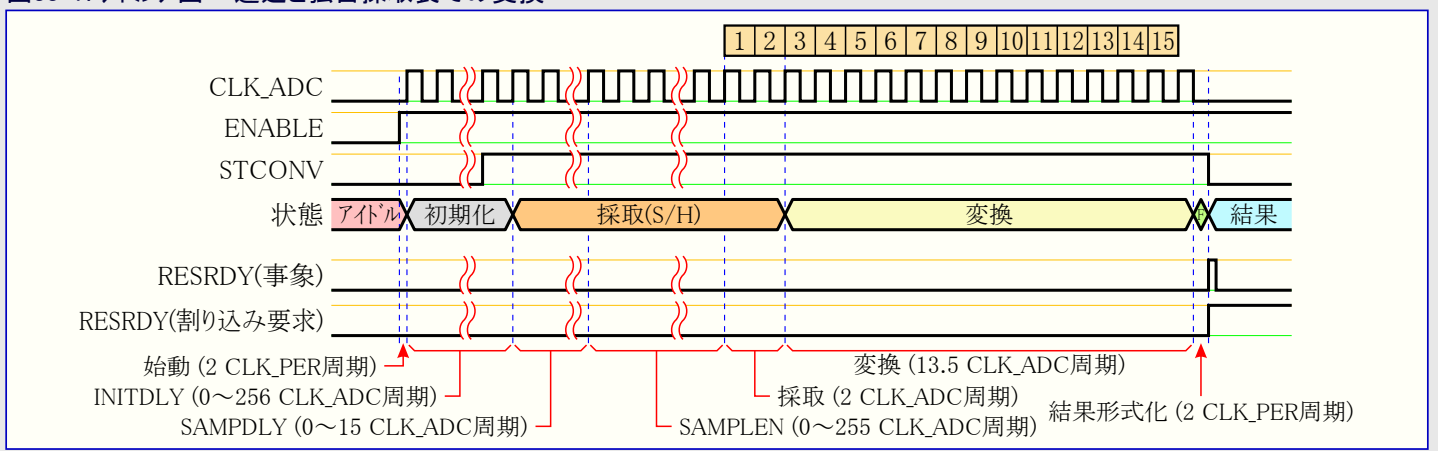 1 2 3 4 5 6 7 8 9 10 11 12 13 14 15
CLK_ADC
ENABLE
STCONV
状態 アイドル 初期化 採取(S/H) 変換 F 結果
RESRDY(事象)
RESRDY(割り込み要求)
始動 (2 CLK_PER周期)
変換 (13.5 CLK_ADC周期)
INITDLY (0～256 CLK_ADC周期)
採取 (2 CLK_ADC周期)
結果形式化 (2 CLK_PER周期)
SAMPDLY (0～15 CLK_ADC周期)
SAMPLEN (0～255 CLK_ADC周期)